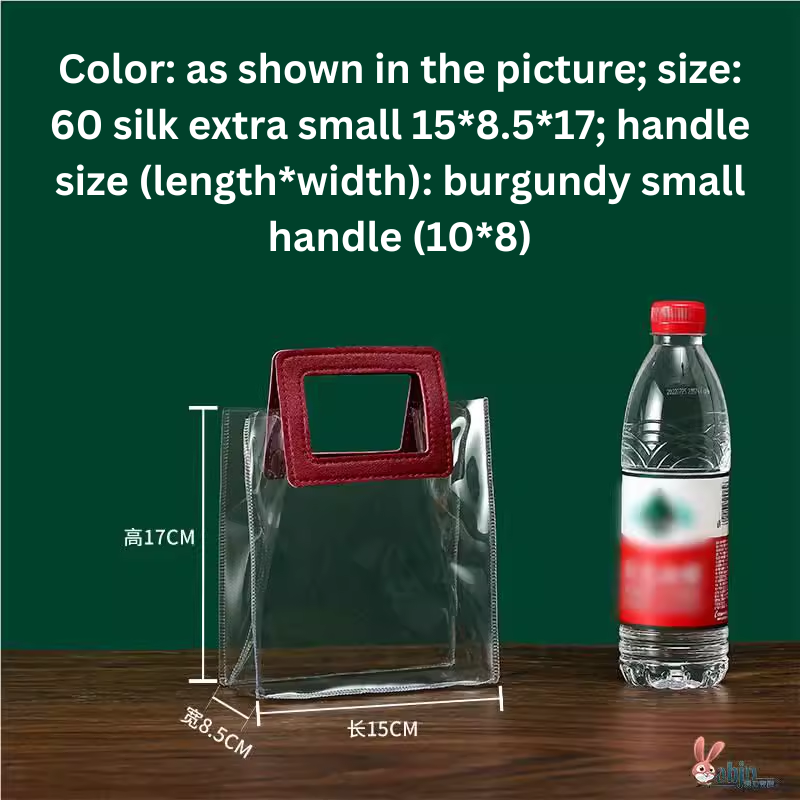 Color: as shown in the picture; size:
60 silk extra small 15*8.5*17; handle
size (length*width): burgundy small
handle (10*8)
高17CM
宽8.5CM
长15CM